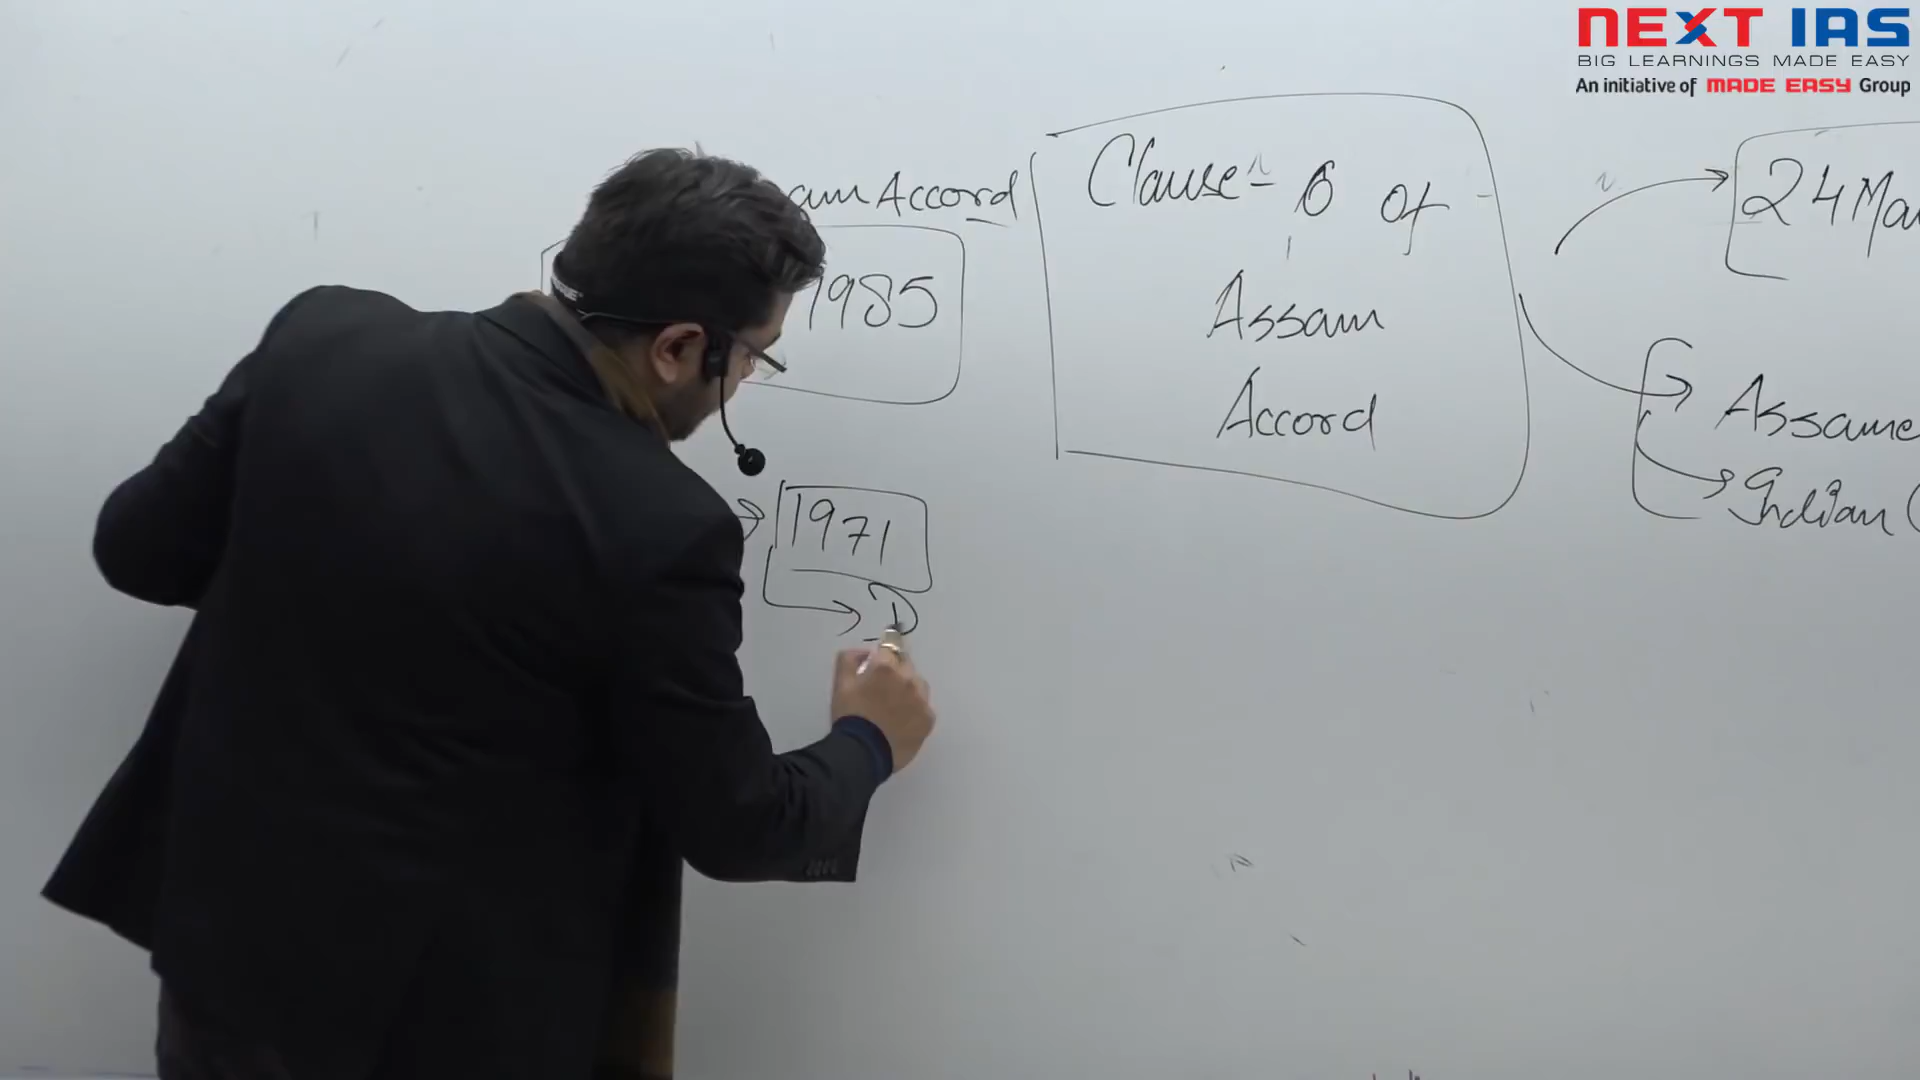 NEXT IAS
BIG LEARNINGS MADE EASY
An initiative of MADE EASY Group
Accord
1985
Clause - 6 of
Assam
Accord
24
Assame
Indian
1971
D